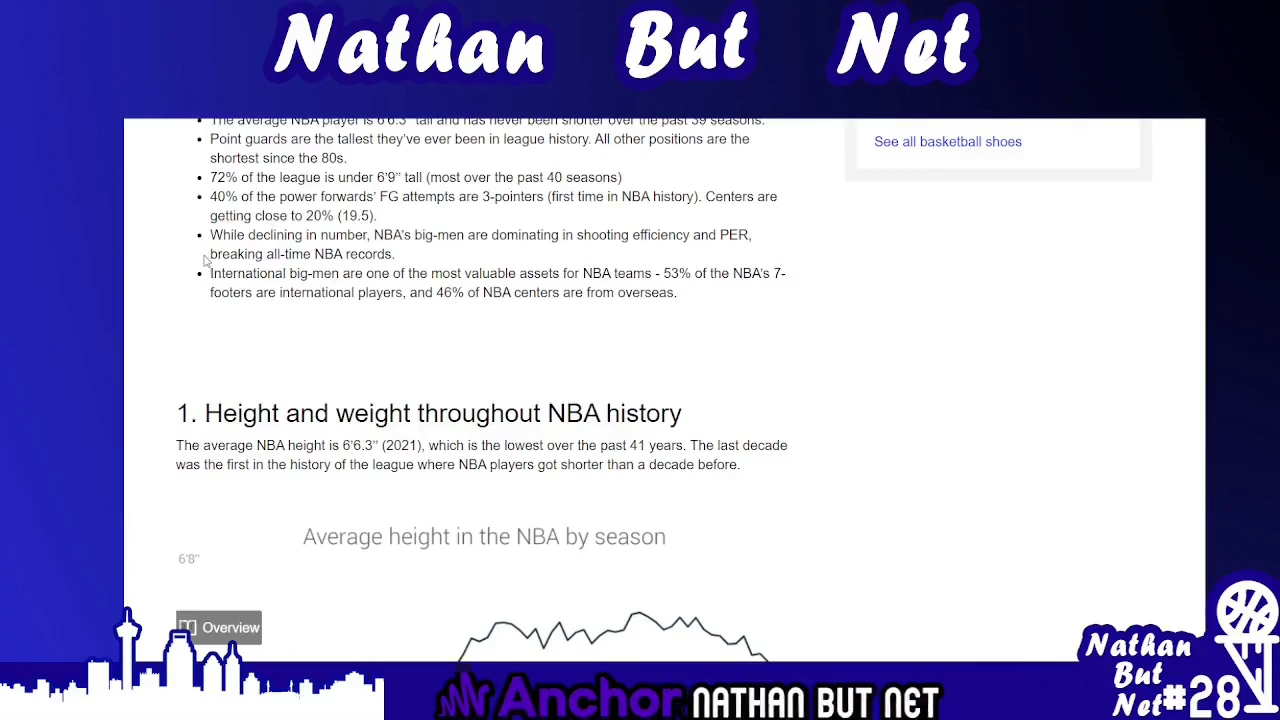 Nathan But Net
The average NBA player is 6'6.3" tall and has never been shorter over the past 39 seasons.
See all basketball shoes
Point guards are the tallest they've ever been in league history. All other positions are the
shortest since the 80s.
72% of the league is under 6'9" tall (most over the past 40 seasons)
40% of the power forwards' FG attempts are 3-pointers (first time in NBA history). Centers are
getting close to 20% (19.5).
While declining in number, NBA's big-men are dominating in shooting efficiency and PER,
breaking all-time NBA records.
International big-men are one of the most valuable assets for NBA teams - 53% of the NBA's 7-
footers are international players, and 46% of NBA centers are from overseas.
1. Height and weight throughout NBA history
The average NBA height is 6'6.3'' (2021), which is the lowest over the past 41 years. The last decade
was the first in the history of the league where NBA players got shorter than a decade before.
Average height in the NBA by season
6'8''
Overview
Nathan
But
Net #28
Anchor NATHAN BUT NET